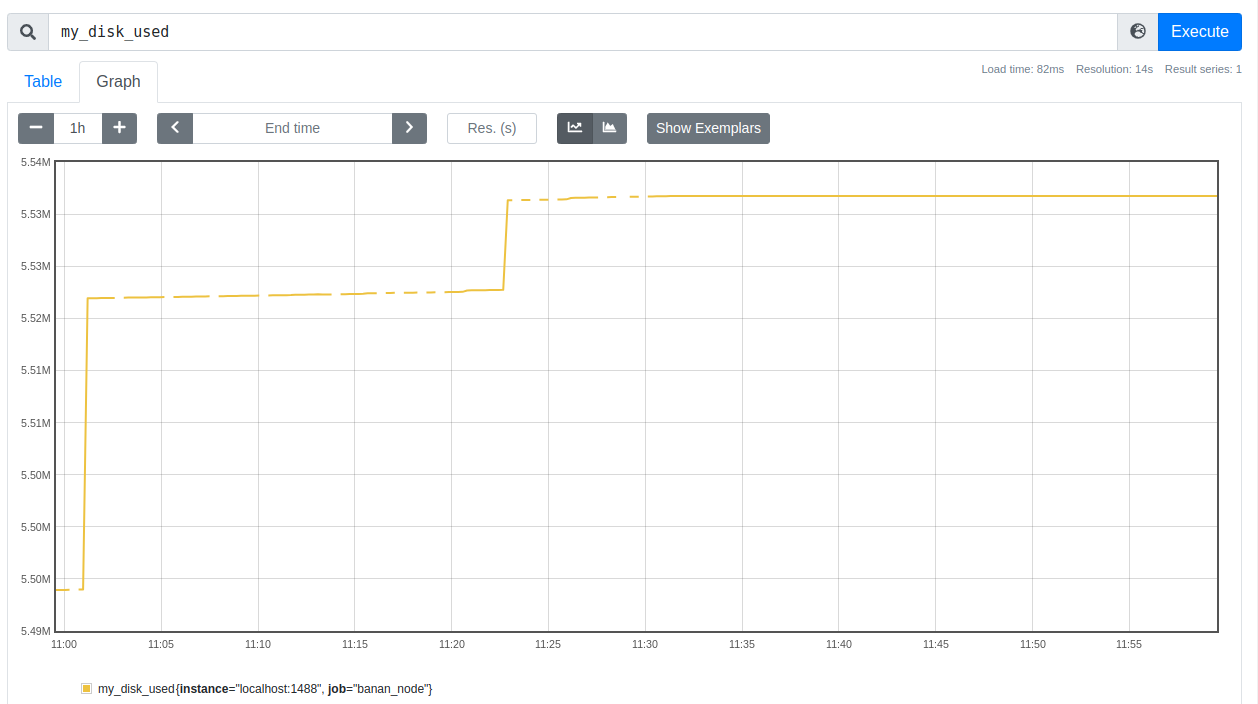 my_disk_used
Execute
Load time: 82ms Resolution: 14s Result series: 1
Table Graph
1h End time Res. (s) Show Exemplars
5.54M
5.53M
5.53M
5.52M
5.51M
5.51M
5.50M
5.50M
5.50M
5.49M
11:00 11:05 11:10 11:15 11:20 11:25 11:30 11:35 11:40 11:45 11:50 11:55
my_disk_used{instance="localhost:1488", job="banan_node"}